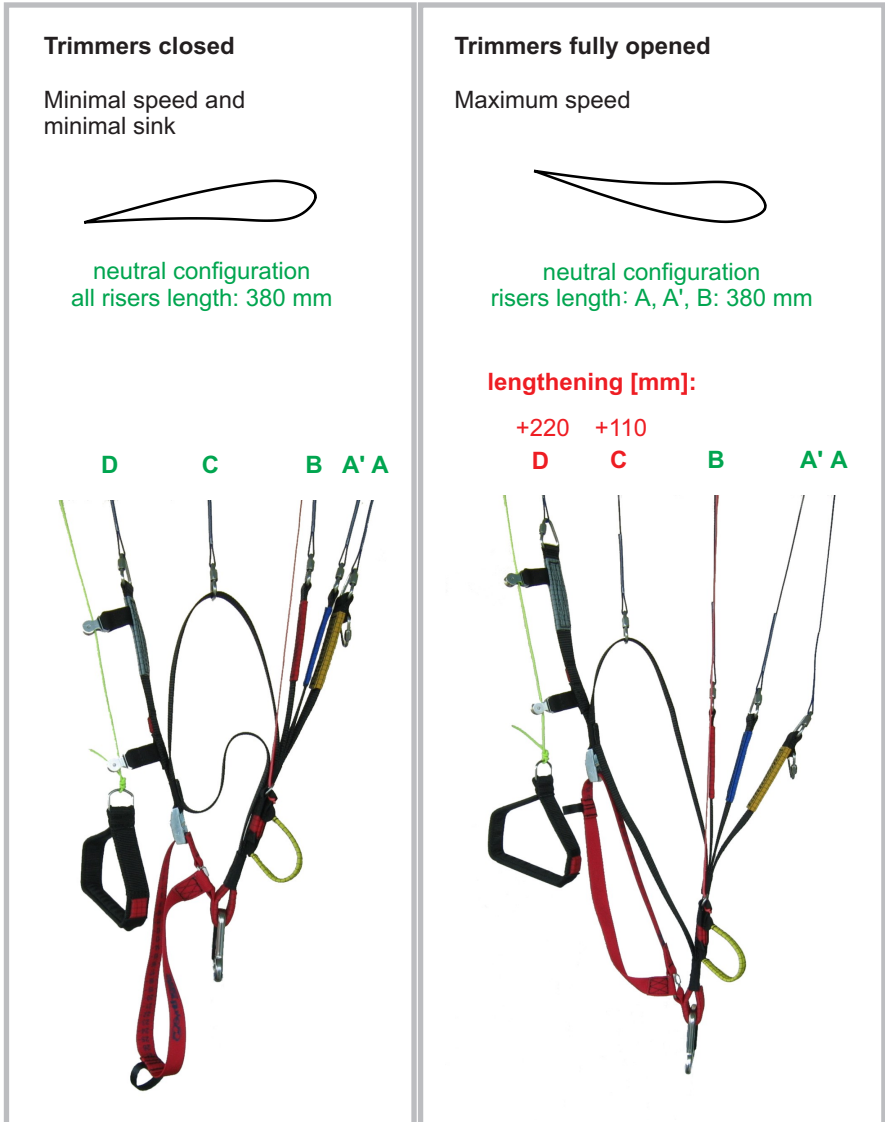 Trimmers closed
Minimal speed and
minimal sink
neutral configuration
all risers length: 380 mm
D C B A' A
Trimmers fully opened
Maximum speed
neutral configuration
risers length: A, A', B: 380 mm
lengthening [mm]:
+220 +110
D C B A' A